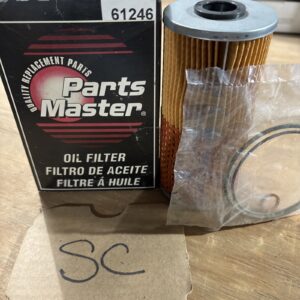 61246
QUALITY REPLACEMENT PARTS
Parts
Master®
OIL FILTER
FILTRO DE ACEITE
FILTRE À HUILE
SC